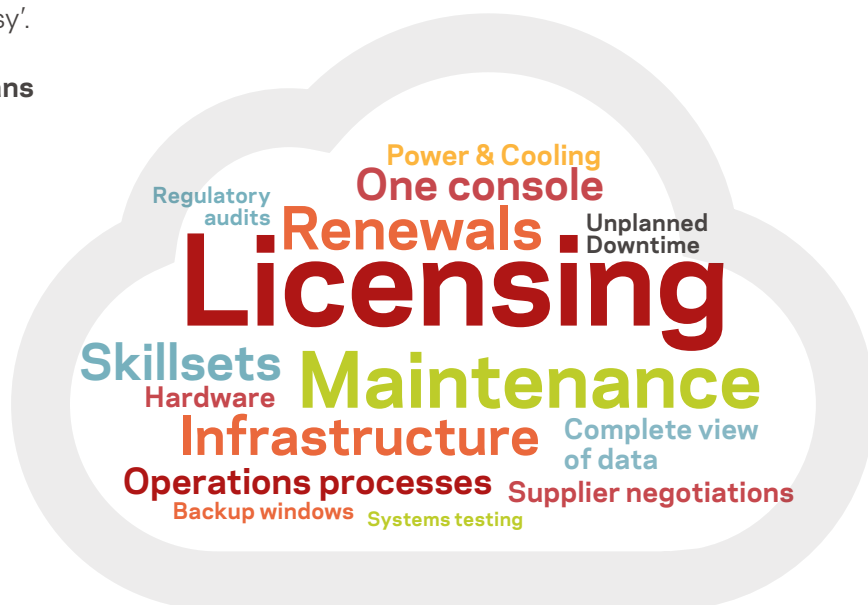 sy'.
ans
Power & Cooling
One console
Regulatory
audits
Renewals
Unplanned
Downtime
Licensing
Skillsets
Maintenance
Hardware
Infrastructure
Complete view
of data
Operations processes
Supplier negotiations
Backup windows
Systems testing